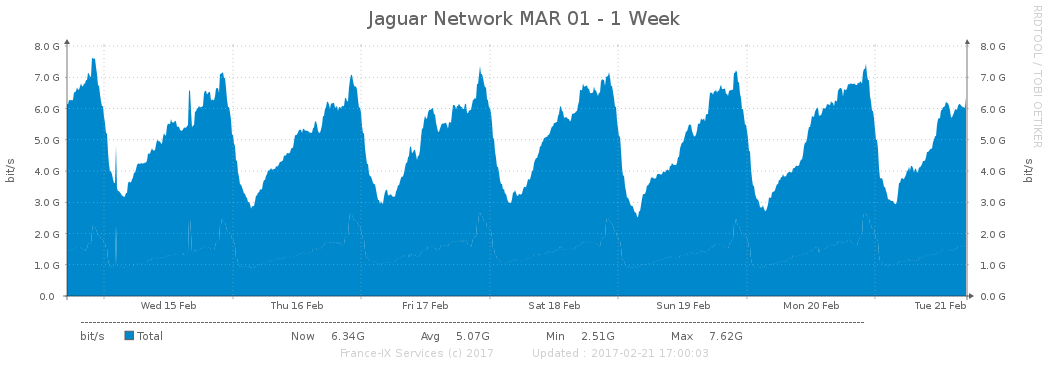 Jaguar Network MAR 01 - 1 Week
RRDTOOL / TOBI OETIKER
8.0 G 8.0 G
7.0 G 7.0 G
6.0 G 6.0 G
5.0 G 5.0 G
4.0 G 4.0 G
3.0 G 3.0 G
2.0 G 2.0 G
1.0 G 1.0 G
0.0 0.0 G
bit/s
bit/s
Wed 15 Feb Thu 16 Feb Fri 17 Feb Sat 18 Feb Sun 19 Feb Mon 20 Feb Tue 21 Feb
bit/s Total Now 6.34G Avg 5.07G Min 2.51G Max 7.62G
France-IX Services (c) 2017 Updated : 2017-02-21 17:00:03